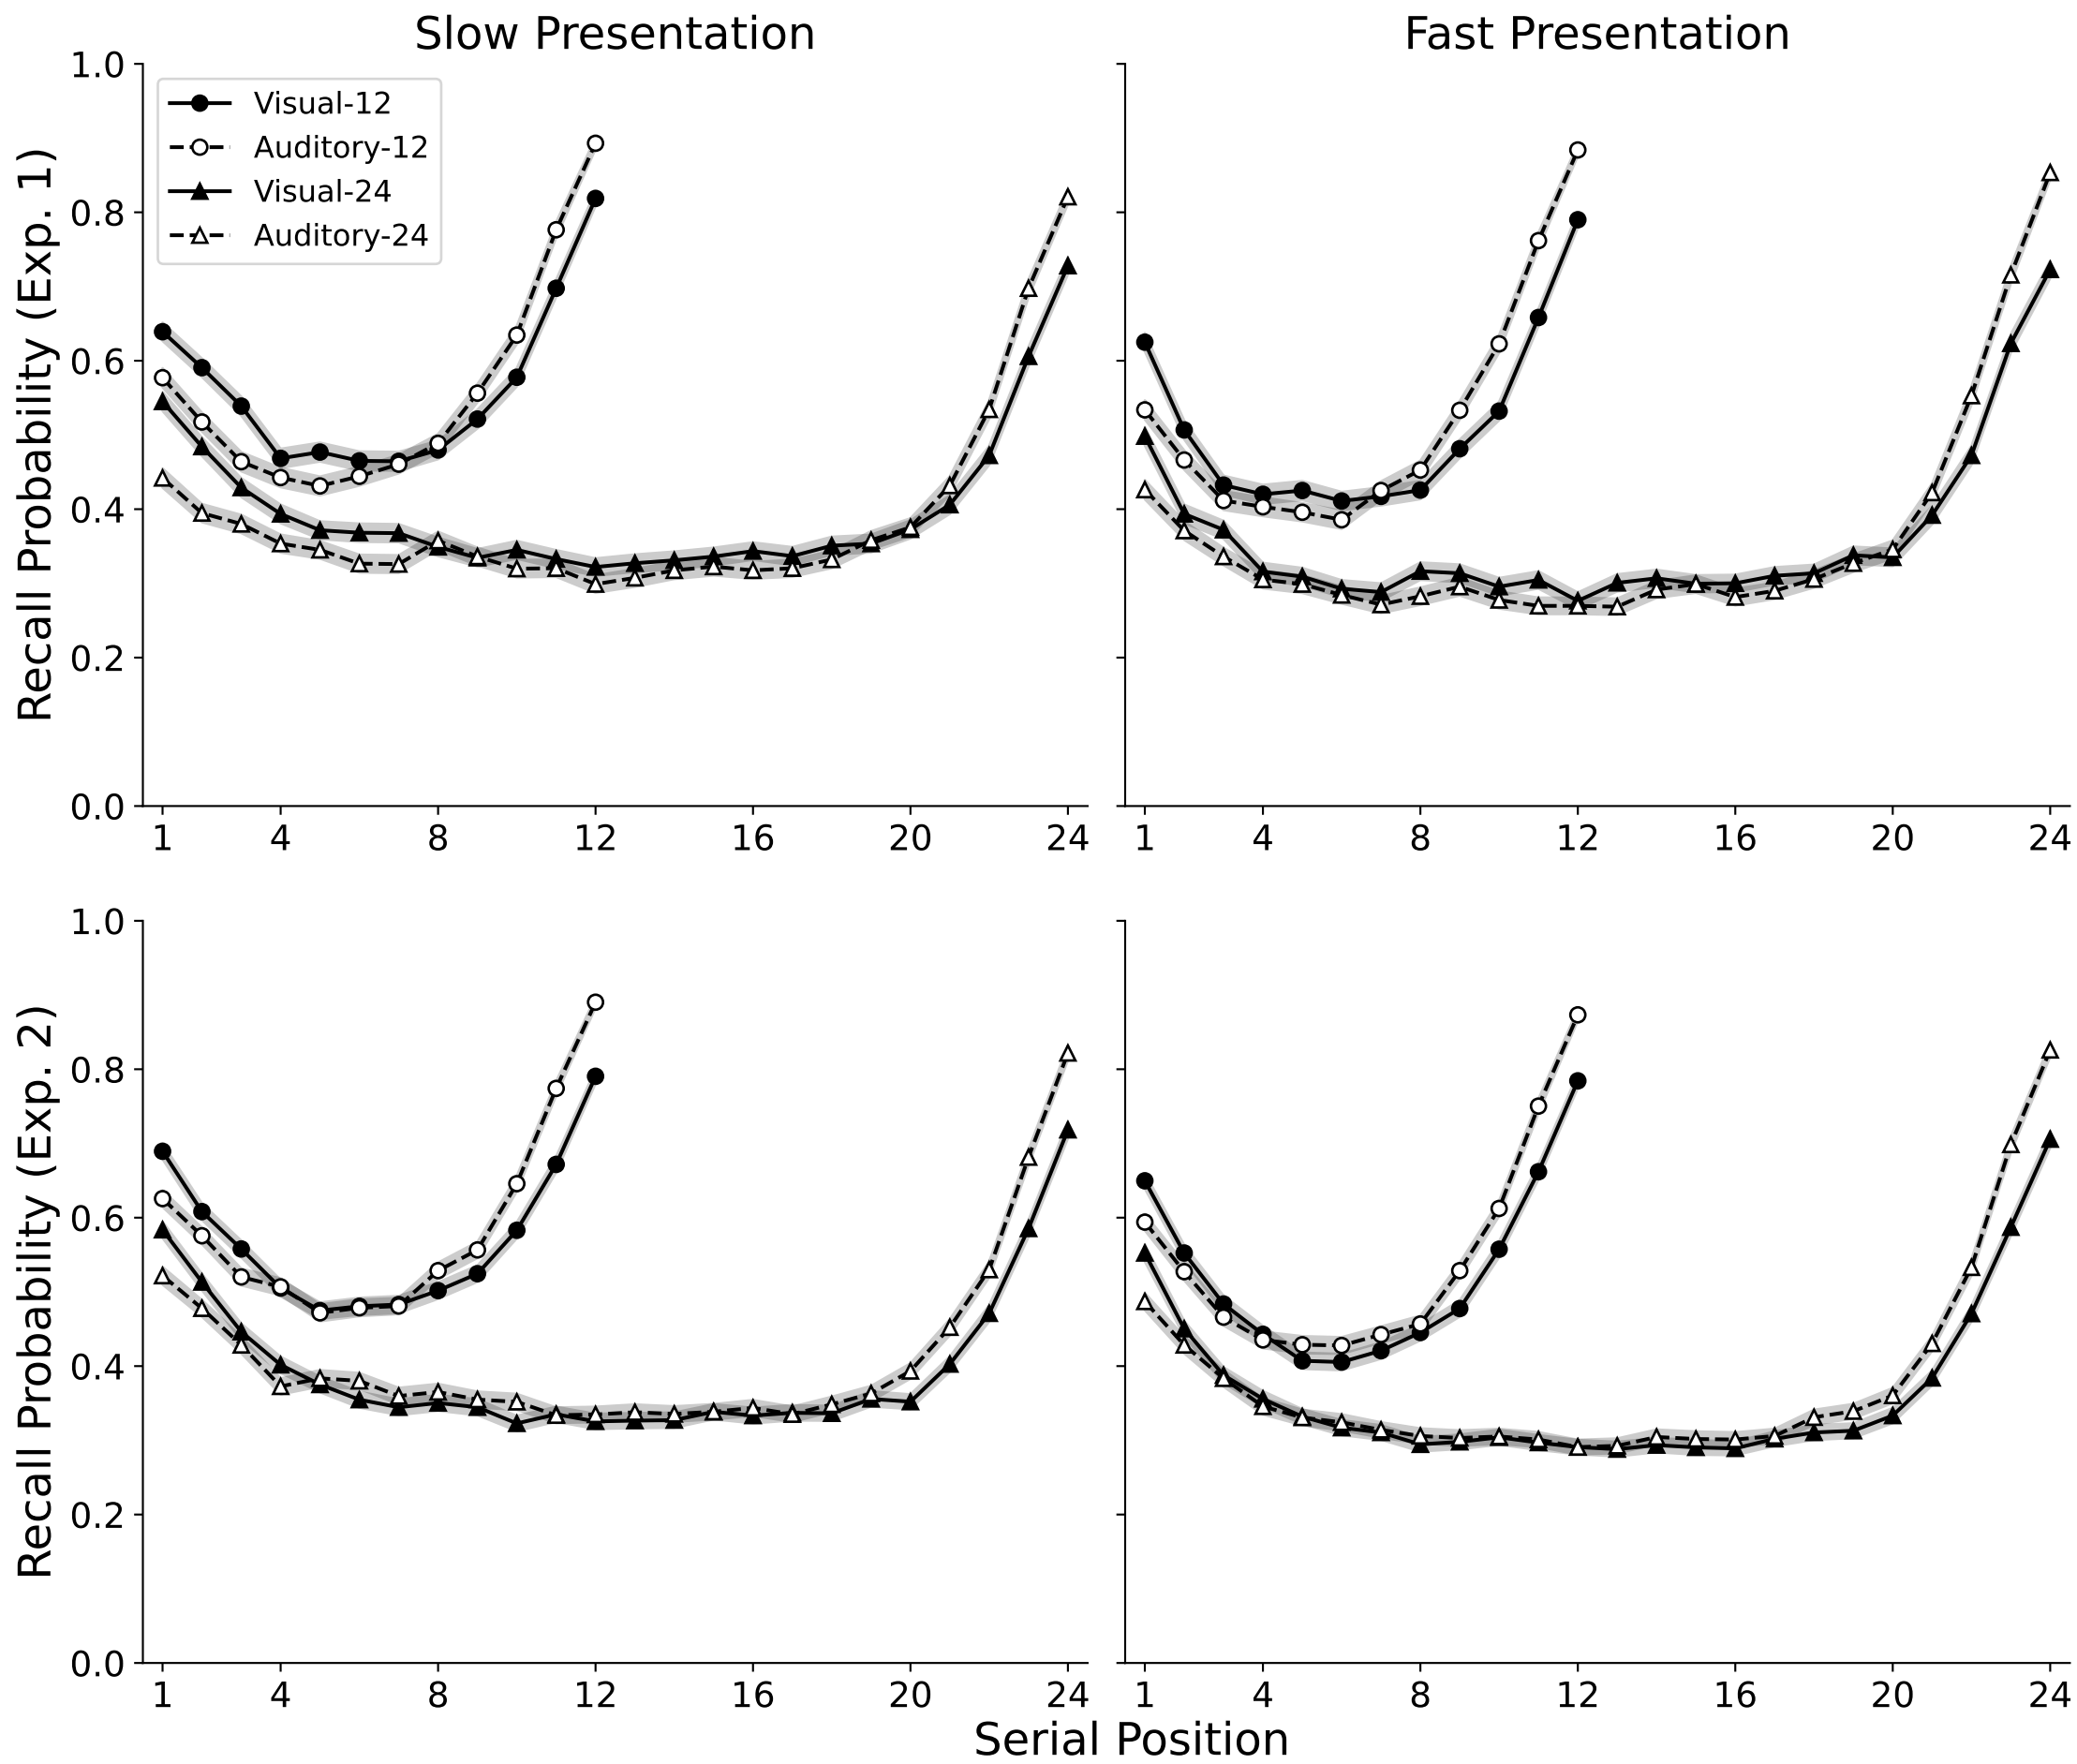 Slow Presentation
Fast Presentation
Recall Probability (Exp. 1)
1.0
0.8
0.6
0.4
0.2
0.0
Visual-12
Auditory-12
Visual-24
Auditory-24
1 4 8 12 16 20 24
1 4 8 12 16 20 24
Recall Probability (Exp. 2)
1.0
0.8
0.6
0.4
0.2
0.0
1 4 8 12 16 20 24
1 4 8 12 16 20 24
Serial Position